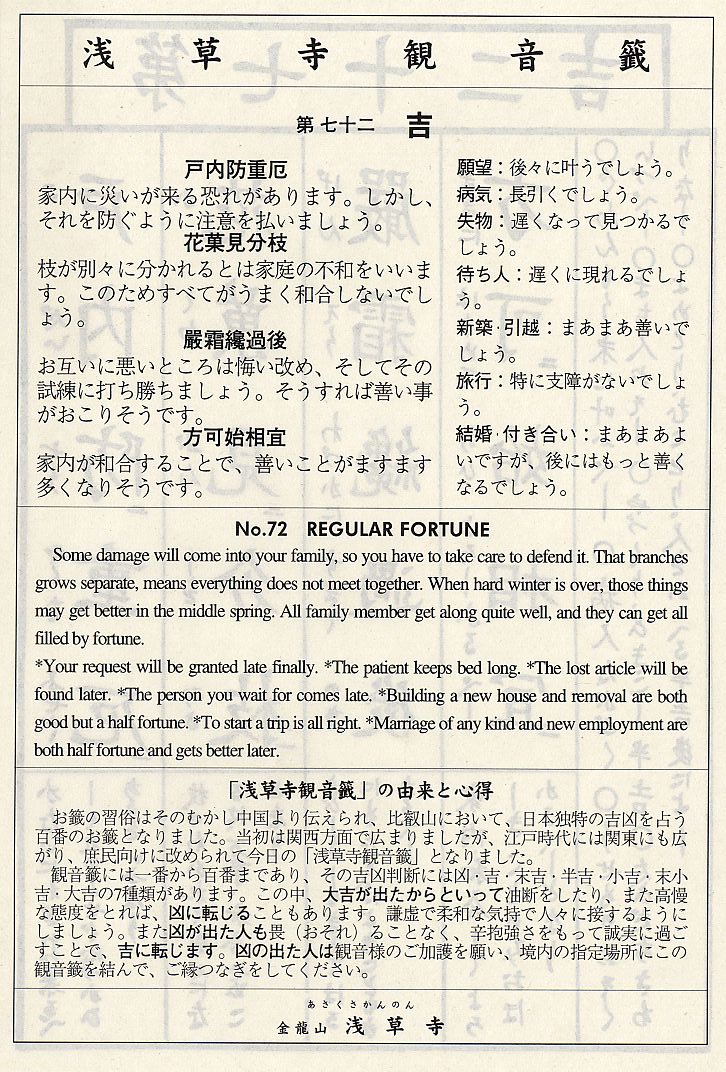 浅草寺観音籤
第七十二 吉
戸内防重厄
家内に災いが来る恐れがあります。しかし、
それを防ぐように注意を払いましょう。
花菓見分枝
枝が別々に分かれるとは家庭の不和をいいま
す。このためすべてがうまく和合しないでし
ょう。
嚴霜纔過後
お互いに悪いところは悔い改め、そしてその
試練に打ち勝ちましょう。そうすれば善い事
がおこりそうです。
方可始相宜
家内が和合することで、善いことがますます
多くなりそうです。
願望：後々に叶うでしょう。
病気：長引くでしょう。
失物：遅くなって見つかるで
しょう。
待ち人：遅くに現れるでしょ
う。
新築·引越：まあまあ善いで
しょう。
旅行：特に支障がないでしょ
う。
結婚·付き合い：まあまあよ
いですが、後にはもっと善く
なるでしょう。
No.72 REGULAR FORTUNE
Some damage will come into your family, so you have to take care to defend it. That branches
grows separate, means everything does not meet together. When hard winter is over, those things
may get better in the middle spring. All family member get along quite well, and they can get all
filled by fortune.
*Your request will be granted late finally. *The patient keeps bed long. *The lost article will be
found later. *The person you wait for comes late. *Building a new house and removal are both
good but a half fortune. *To start a trip is all right. *Marriage of any kind and new employment are
both half fortune and gets better later.
「浅草寺観音籤」の由来と心得
お籤の習俗はそのむかし中国より伝えられ、比叡山において、日本独特の吉凶を占う
百番のお籤となりました。当初は関西方面で広まりましたが、江戸時代には関東にも広
がり、庶民向けに改められて今日の「浅草寺観音籤」となりました。
観音籤には一番から百番まであり、その吉凶判断には凶·吉·末吉·半吉·小吉·末小
吉·大吉の7種類があります。この中、大吉が出たからといって油断をしたり、また高慢
な態度をとれば、凶に転じることもあります。謙虚で柔和な気持で人々に接するように
しましょう。また凶が出た人も畏（おそれ）ることなく、辛抱強さをもって誠実に過ご
すことで、吉に転じます。凶の出た人は観音様のご加護を願い、境内の指定場所にこの
観音籤を結んで、ご縁つなぎをしてください。
あさくさかんのん
金龍山 浅草寺